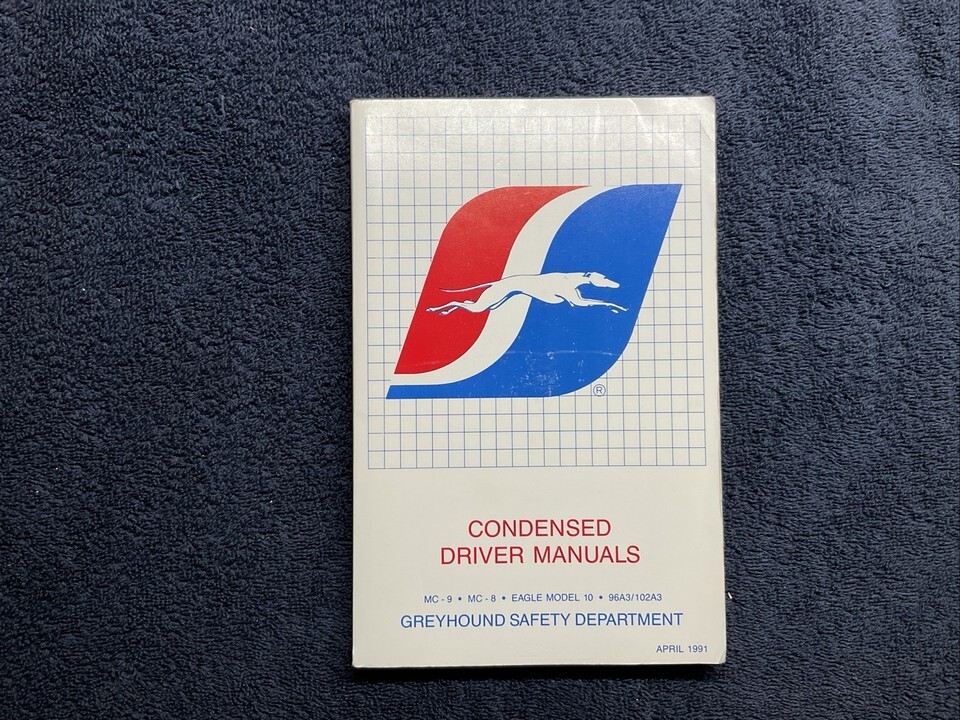 ®
CONDENSED
DRIVER MANUALS
MC - 9 • MC - 8 • EAGLE MODEL 10 • 96A3/102A3
GREYHOUND SAFETY DEPARTMENT
APRIL 1991